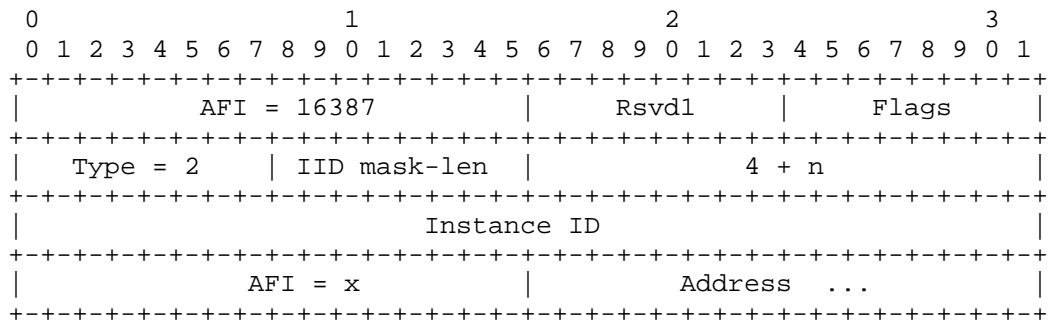 0                   1                   2                   3
 0 1 2 3 4 5 6 7 8 9 0 1 2 3 4 5 6 7 8 9 0 1 2 3 4 5 6 7 8 9 0 1
+-+-+-+-+-+-+-+-+-+-+-+-+-+-+-+-+-+-+-+-+-+-+-+-+-+-+-+-+-+-+-+-+
|           AFI = 16387         |     Rsvd1     |     Flags     |
+-+-+-+-+-+-+-+-+-+-+-+-+-+-+-+-+-+-+-+-+-+-+-+-+-+-+-+-+-+-+-+-+
|   Type = 2    | IID mask-len  |             4 + n             |
+-+-+-+-+-+-+-+-+-+-+-+-+-+-+-+-+-+-+-+-+-+-+-+-+-+-+-+-+-+-+-+-+
|                         Instance ID                           |
+-+-+-+-+-+-+-+-+-+-+-+-+-+-+-+-+-+-+-+-+-+-+-+-+-+-+-+-+-+-+-+-+
|              AFI = x          |         Address  ...          |
+-+-+-+-+-+-+-+-+-+-+-+-+-+-+-+-+-+-+-+-+-+-+-+-+-+-+-+-+-+-+-+-+